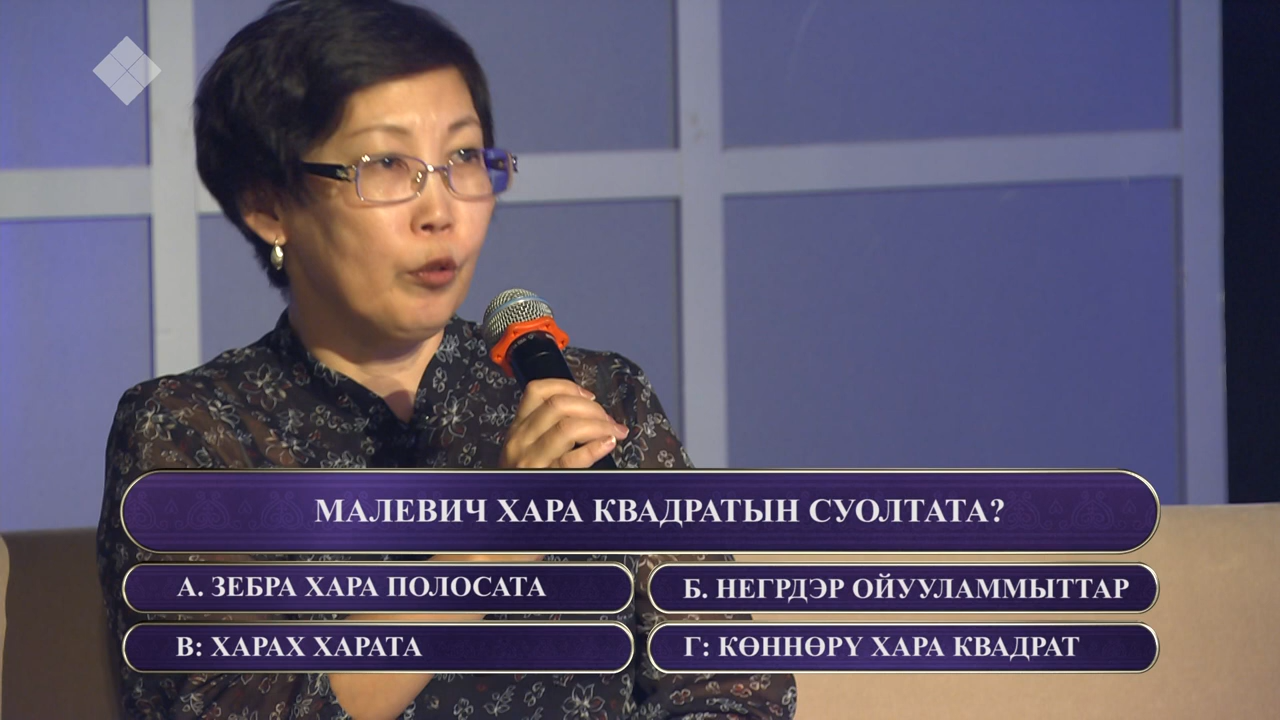 МАЛЕВИЧ ХАРА КВАДРАТЫН СУОЛТАТА?
А. ЗЕБРА ХАРА ПОЛОСАТА
Б. НЕГРДЭР ОЙУУЛАММЫТТАР
В: ХАРАХ ХАРАТА
Г: КӨННӨРҮ ХАРА КВАДРАТ